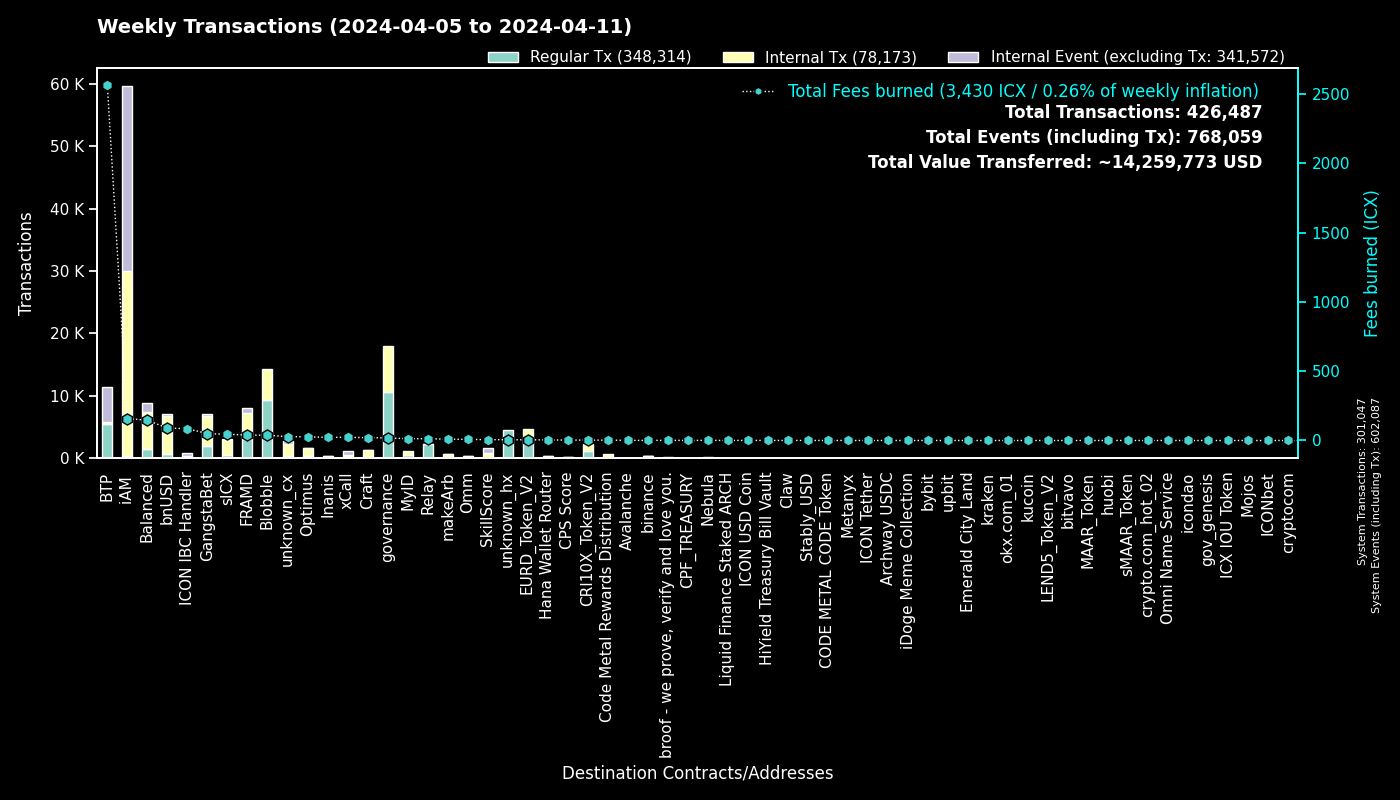 Weekly Transactions (2024-04-05 to 2024-04-11)
Regular Tx (348,314)
Internal Tx (78,173)
Internal Event (excluding Tx: 341,572)
Total Fees burned (3,430 ICX / 0.26% of weekly inflation)
Total Transactions: 426,487
Total Events (including Tx): 768,059
Total Value Transferred: ~14,259,773 USD
Transactions
60 K
50 K
40 K
30 K
20 K
10 K
0 K
2500
2000
1500
1000
500
0
Fees burned (ICX)
BTP
iAM
Balanced
bnUSD
ICON IBC Handler
GangstaBet
sICX
FRAMD
Blobble
unknown_cx
Optimus
Inanis
xCall
Craft
governance
MyID
Relay
makeArb
Omm
SkillScore
unknown_hx
EURD_Token_V2
Hana Wallet Router
CPS Score
CRI10X_Token_V2
Code Metal Rewards Distribution
Avalanche
binance
broof - we prove, verify and love you.
CPF_TREASURY
Nebula
Liquid Finance Staked ARCH
ICON USD Coin
HiYield Treasury Bill Vault
Claw
Stably_USD
CODE METAL CODE Token
Metanyx
ICON Tether
Archway USDC
iDoge Meme Collection
bybit
upbit
Emerald City Land
kraken
okx.com_01
kucoin
LEND5_Token_V2
bitvavo
MAAR_Token
huobi
sMAAR_Token
crypto.com_hot_02
Omni Name Service
icondao
gov_genesis
ICX IOU Token
Mojos
ICONbet
cryptocom
Destination Contracts/Addresses
System Transactions: 301,047
System Events (including Tx): 602,087